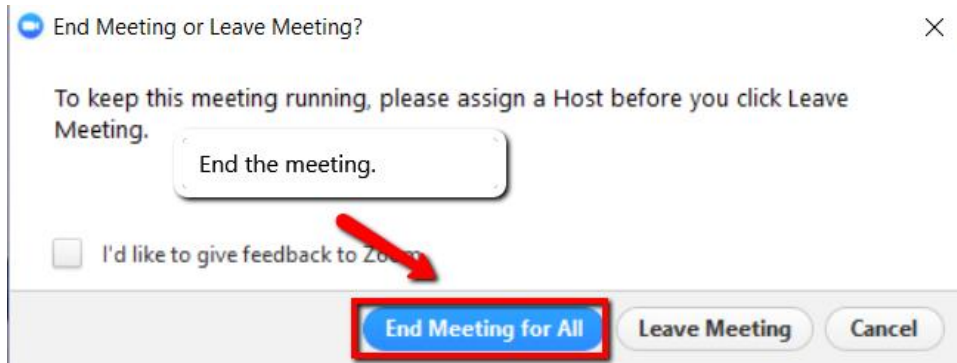 End Meeting or Leave Meeting?
To keep this meeting running, please assign a Host before you click Leave
Meeting.
End the meeting.
I'd like to give feedback to Zoom
End Meeting for All
Leave Meeting
Cancel